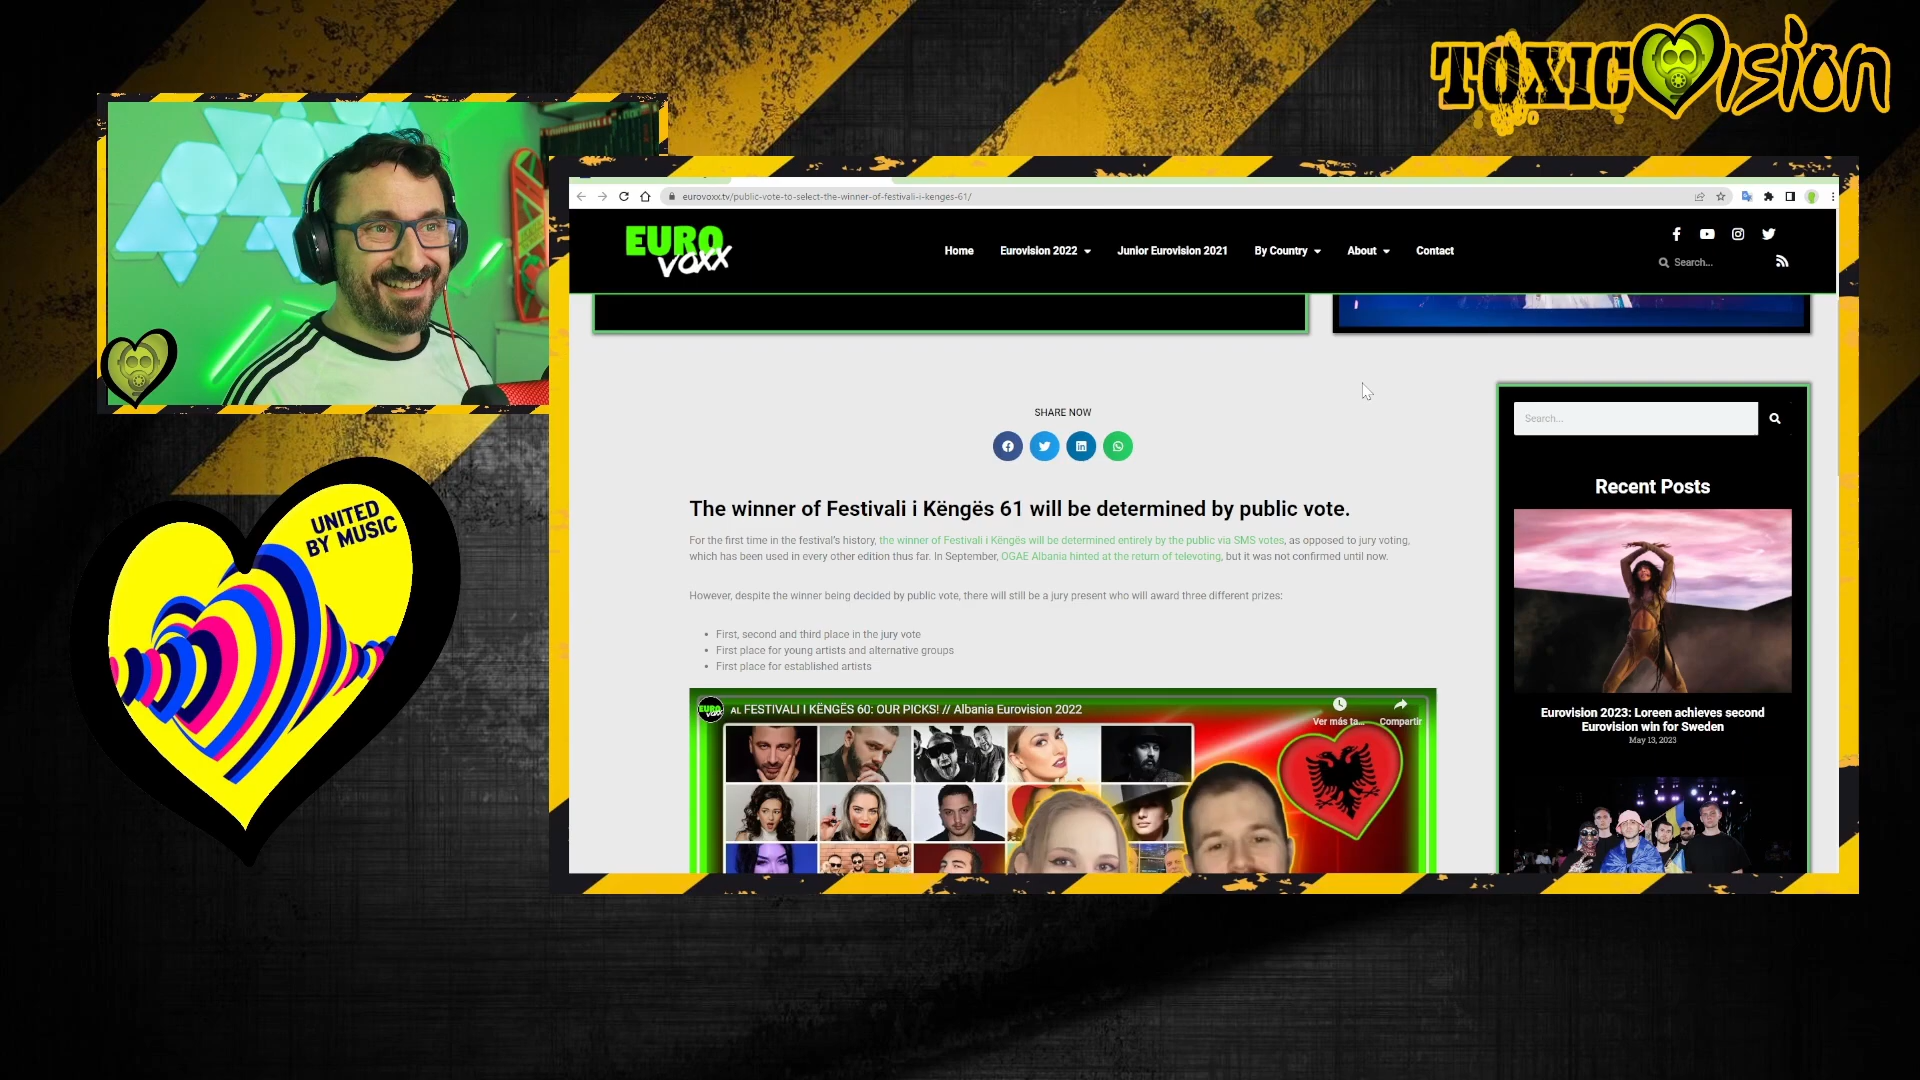 TOXICVISION
eurovoxx.tv/public-vote-to-select-the-winner-of-festivali-i-kenges-61/
EURO
VOXX
Home
Eurovision 2022
Junior Eurovision 2021
By Country
About
Contact
Search...
SHARE NOW
The winner of Festivali i Këngës 61 will be determined by public vote.
For the first time in the festival's history, the winner of Festivali i Këngës will be determined entirely by the public via SMS votes, as opposed to jury voting,
which has been used in every other edition thus far. In September, OGAE Albania hinted at the return of televoting, but it was not confirmed until now.
However, despite the winner being decided by public vote, there will still be a jury present who will award three different prizes:
• First, second and third place in the jury vote
• First place for young artists and alternative groups
• First place for established artists
EURO
VOXX
AL FESTIVALI I KËNGËS 60: OUR PICKS! // Albania Eurovision 2022
Ver más ta...
Compartir
Search...
Recent Posts
Eurovision 2023: Loreen achieves second
Eurovision win for Sweden
May 13, 2023
UNITED
BY MUSIC